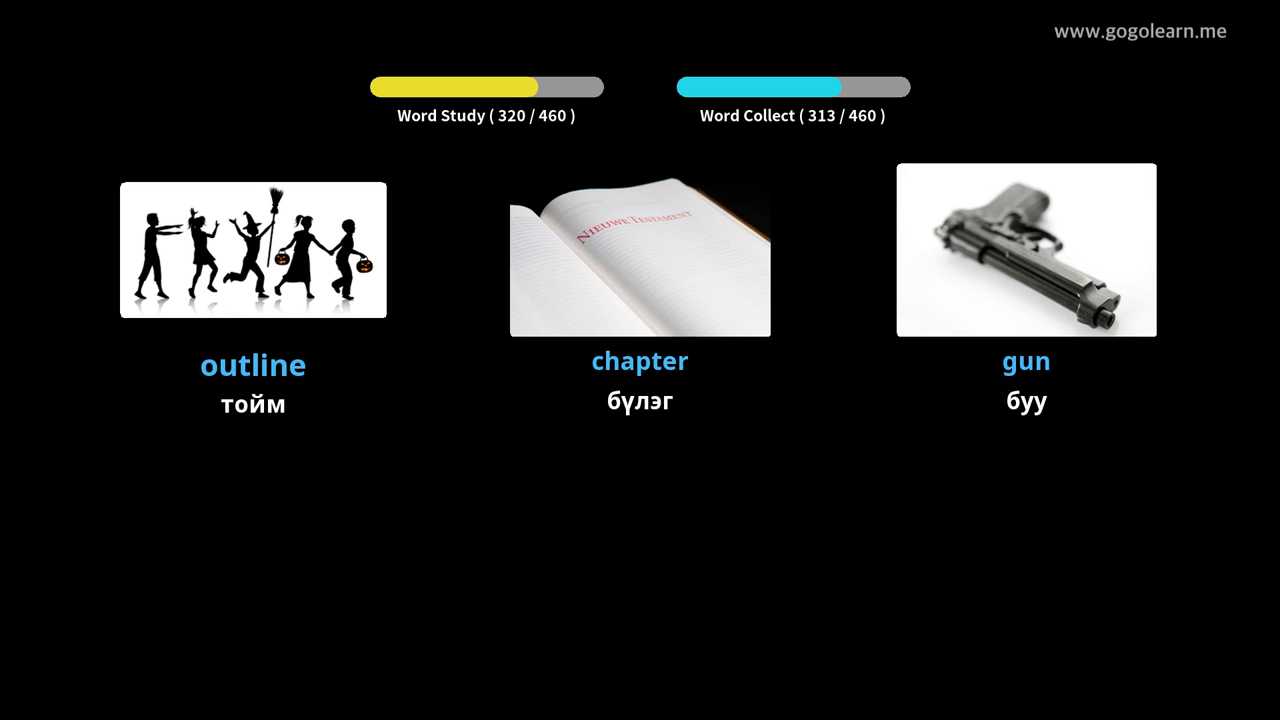 www.gogolearn.me
Word Study ( 320 / 460 )
Word Collect ( 313 / 460 )
NIEUWE TESTAMENT
outline
тойм
chapter
бүлэг
gun
буу